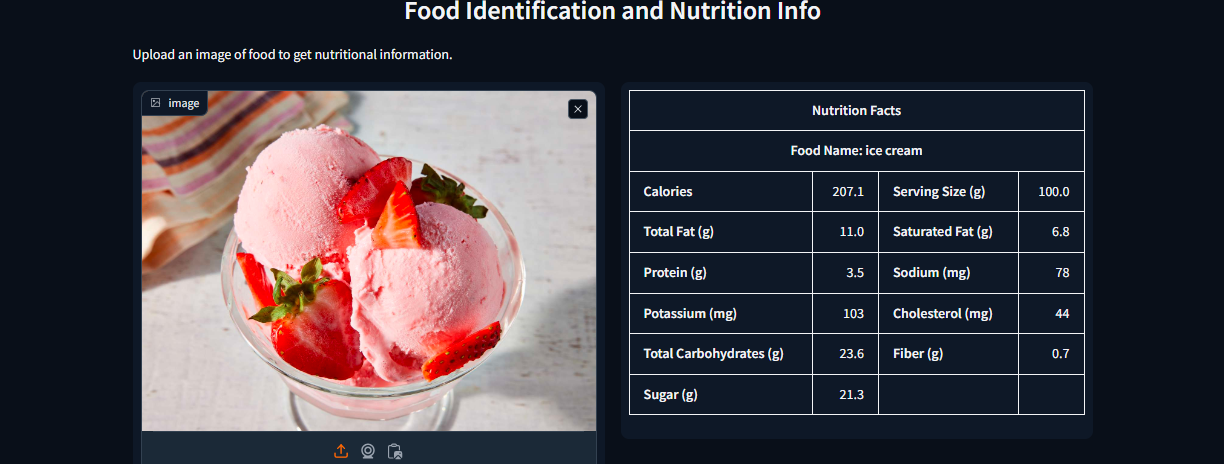 Food Identification and Nutrition Info
Upload an image of food to get nutritional information.
image
Nutrition Facts
Food Name: ice cream
Calories 207.1 Serving Size (g) 100.0
Total Fat (g) 11.0 Saturated Fat (g) 6.8
Protein (g) 3.5 Sodium (mg) 78
Potassium (mg) 103 Cholesterol (mg) 44
Total Carbohydrates (g) 23.6 Fiber (g) 0.7
Sugar (g) 21.3